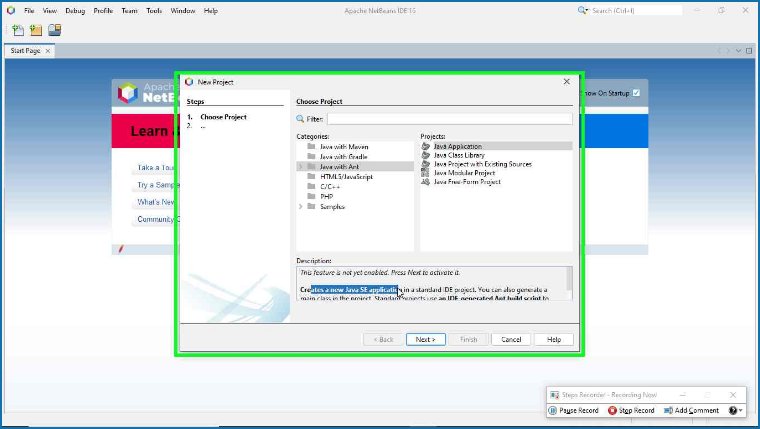 File View Debug Profile Team Tools Window Help
Apache NetBeans IDE 16
Search (Ctrl+I)
Start Page
New Project
Steps
1. Choose Project
2. ...
Choose Project
Filter:
Categories:
Java with Maven
Java with Gradle
Java with Ant
HTML5/JavaScript
C/C++
PHP
Samples
Projects:
Java Application
Java Class Library
Java Project with Existing Sources
Java Modular Project
Java Free-Form Project
Description:
This feature is not yet enabled. Press Next to activate it.
Creates a new Java SE application in a standard IDE project. You can also generate a
main class in the project. Standard projects use an IDE-generated Ant build script to
< Back Next > Finish Cancel Help
Apache
NetB
Show On Startup
Learn &
Take a Tou
Try a Samp
What's New
Community C
Steps Recorder - Recording Now
Pause Record Stop Record Add Comment